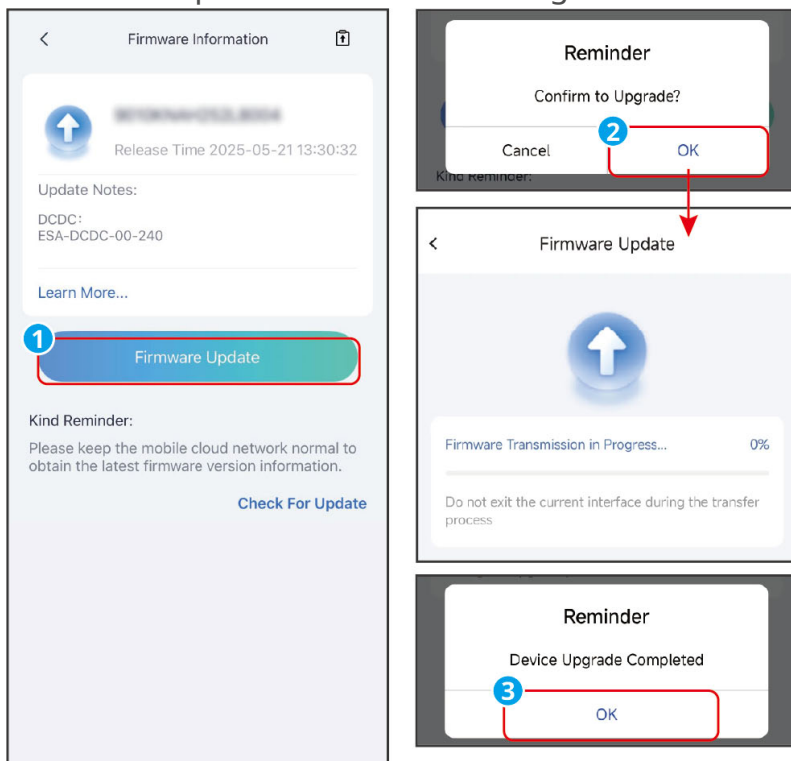 Firmware Information
Release Time 2025-05-21 13:30:32
Update Notes:
DCDC:
ESA-DCDC-00-240
Learn More...
1
Firmware Update
Kind Reminder:
Please keep the mobile cloud network normal to
obtain the latest firmware version information.
Check For Update
Reminder
Confirm to Upgrade?
2
Cancel OK
Kind Reminder:
Firmware Update
Firmware Transmission in Progress... 0%
Do not exit the current interface during the transfer
process
Reminder
Device Upgrade Completed
3
OK